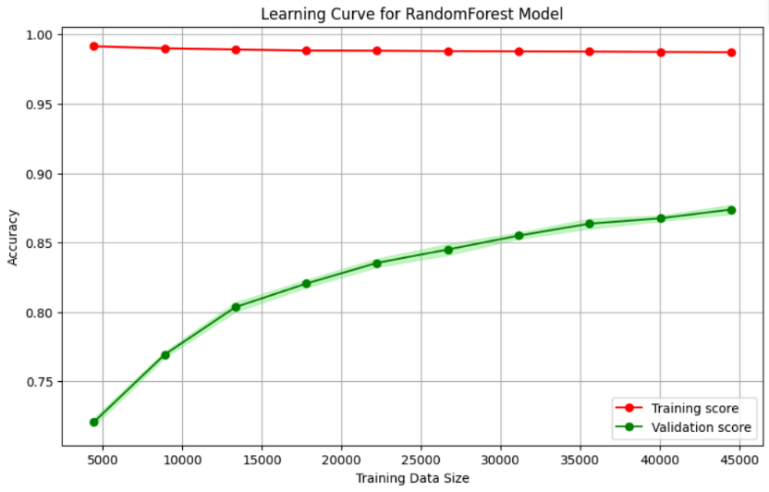 Learning Curve for RandomForest Model
1.00
0.95
0.90
0.85
0.80
0.75
Accuracy
5000 10000 15000 20000 25000 30000 35000 40000 45000
Training Data Size
Training score
Validation score